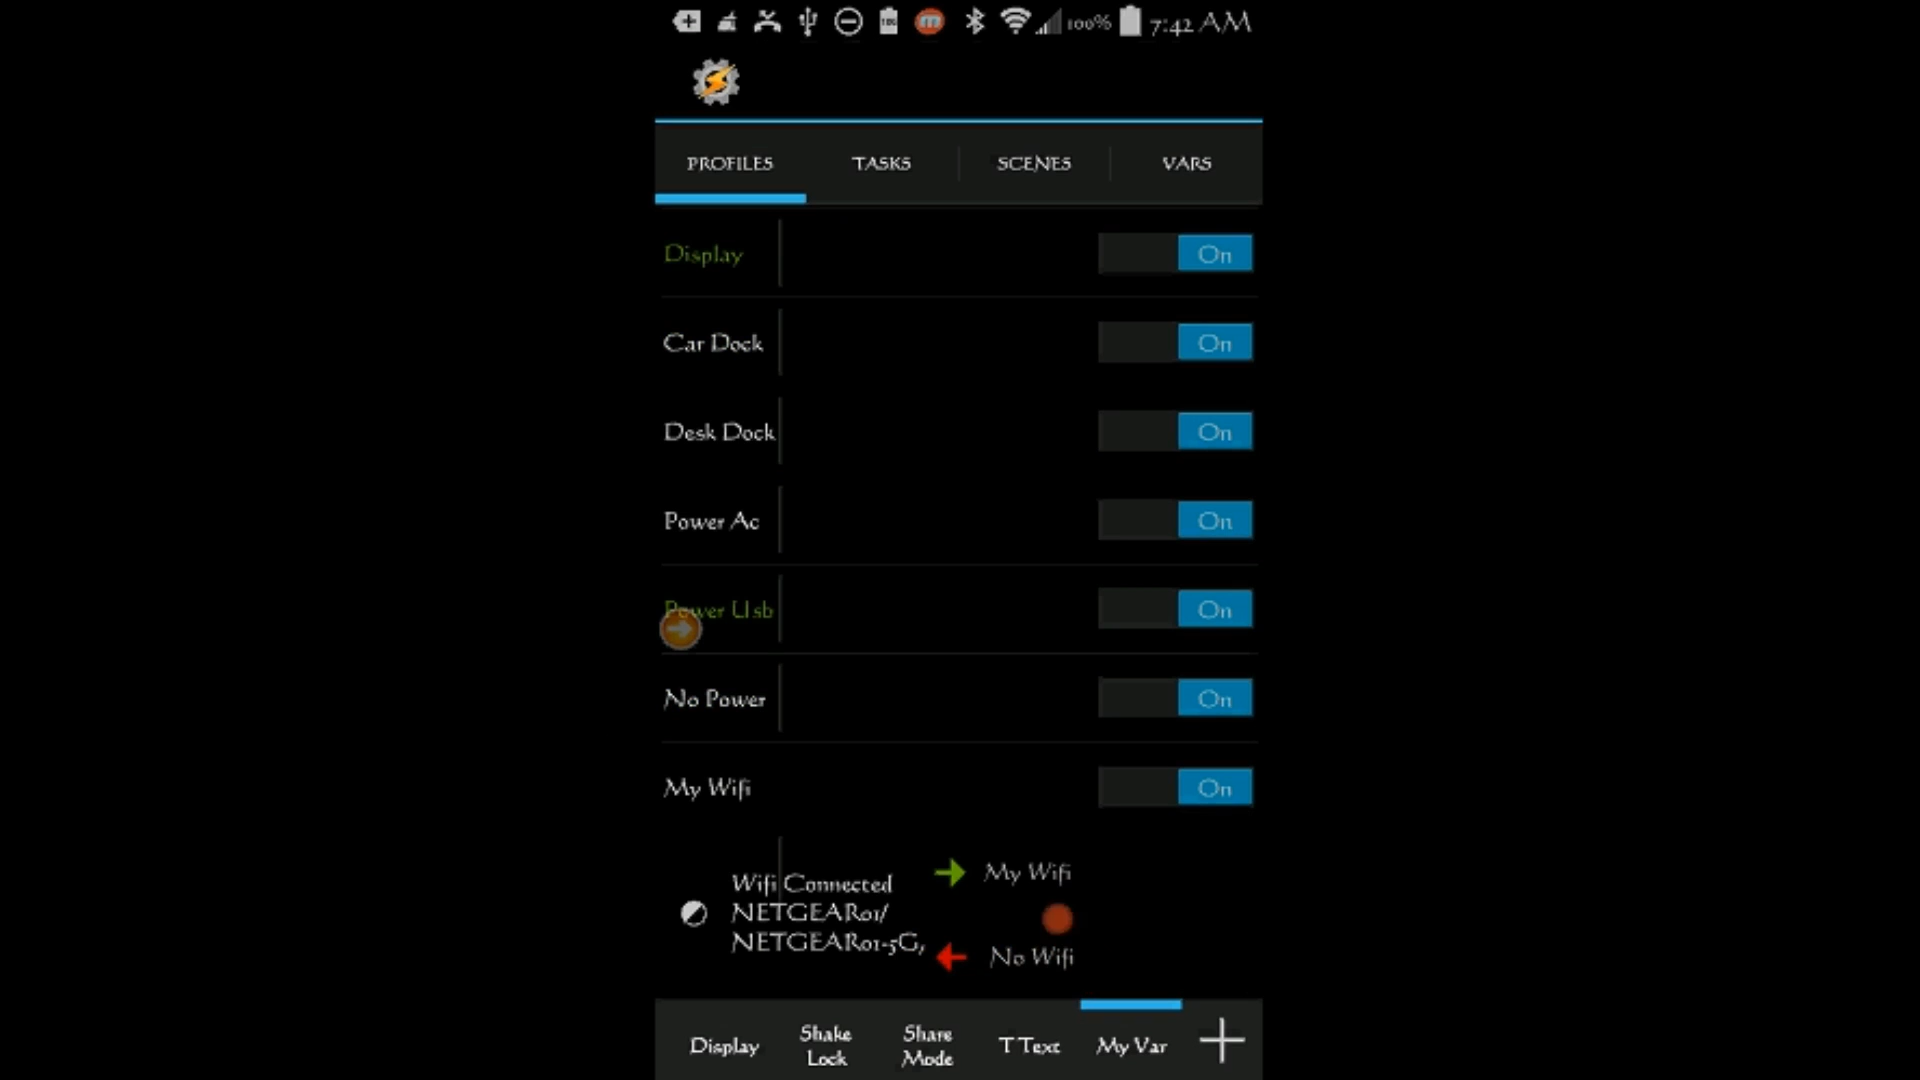 100% 7:42 AM
PROFILES TASKS SCENES VARS
Display On
Car Dock On
Desk Dock On
Power Ac On
Power Usb On
No Power On
My Wifi On
Wifi Connected
NETGEAR01/
NETGEAR01-5G,
My Wifi
No Wifi
Display
Shake
Lock
Share
Mode
T Text
My Var